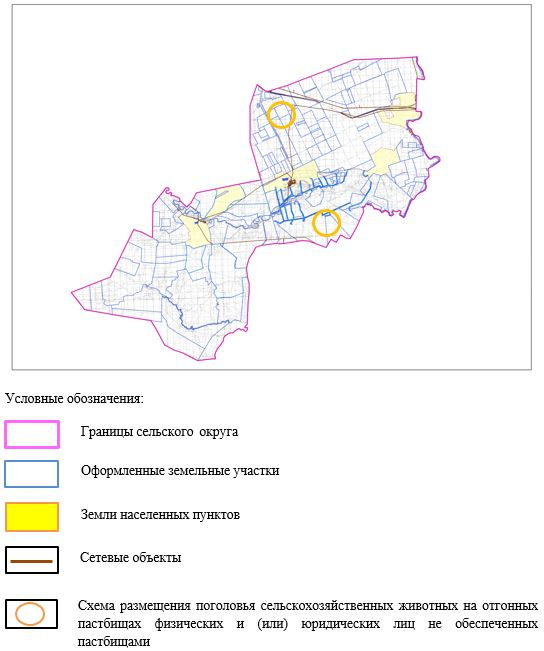 Условные обозначения:
Границы сельского округа
Оформленные земельные участки
Земли населенных пунктов
Сетевые объекты
Схема размещения поголовья сельскохозяйственных животных на отгонных
пастбищах физических и (или) юридических лиц не обеспеченных
пастбищами